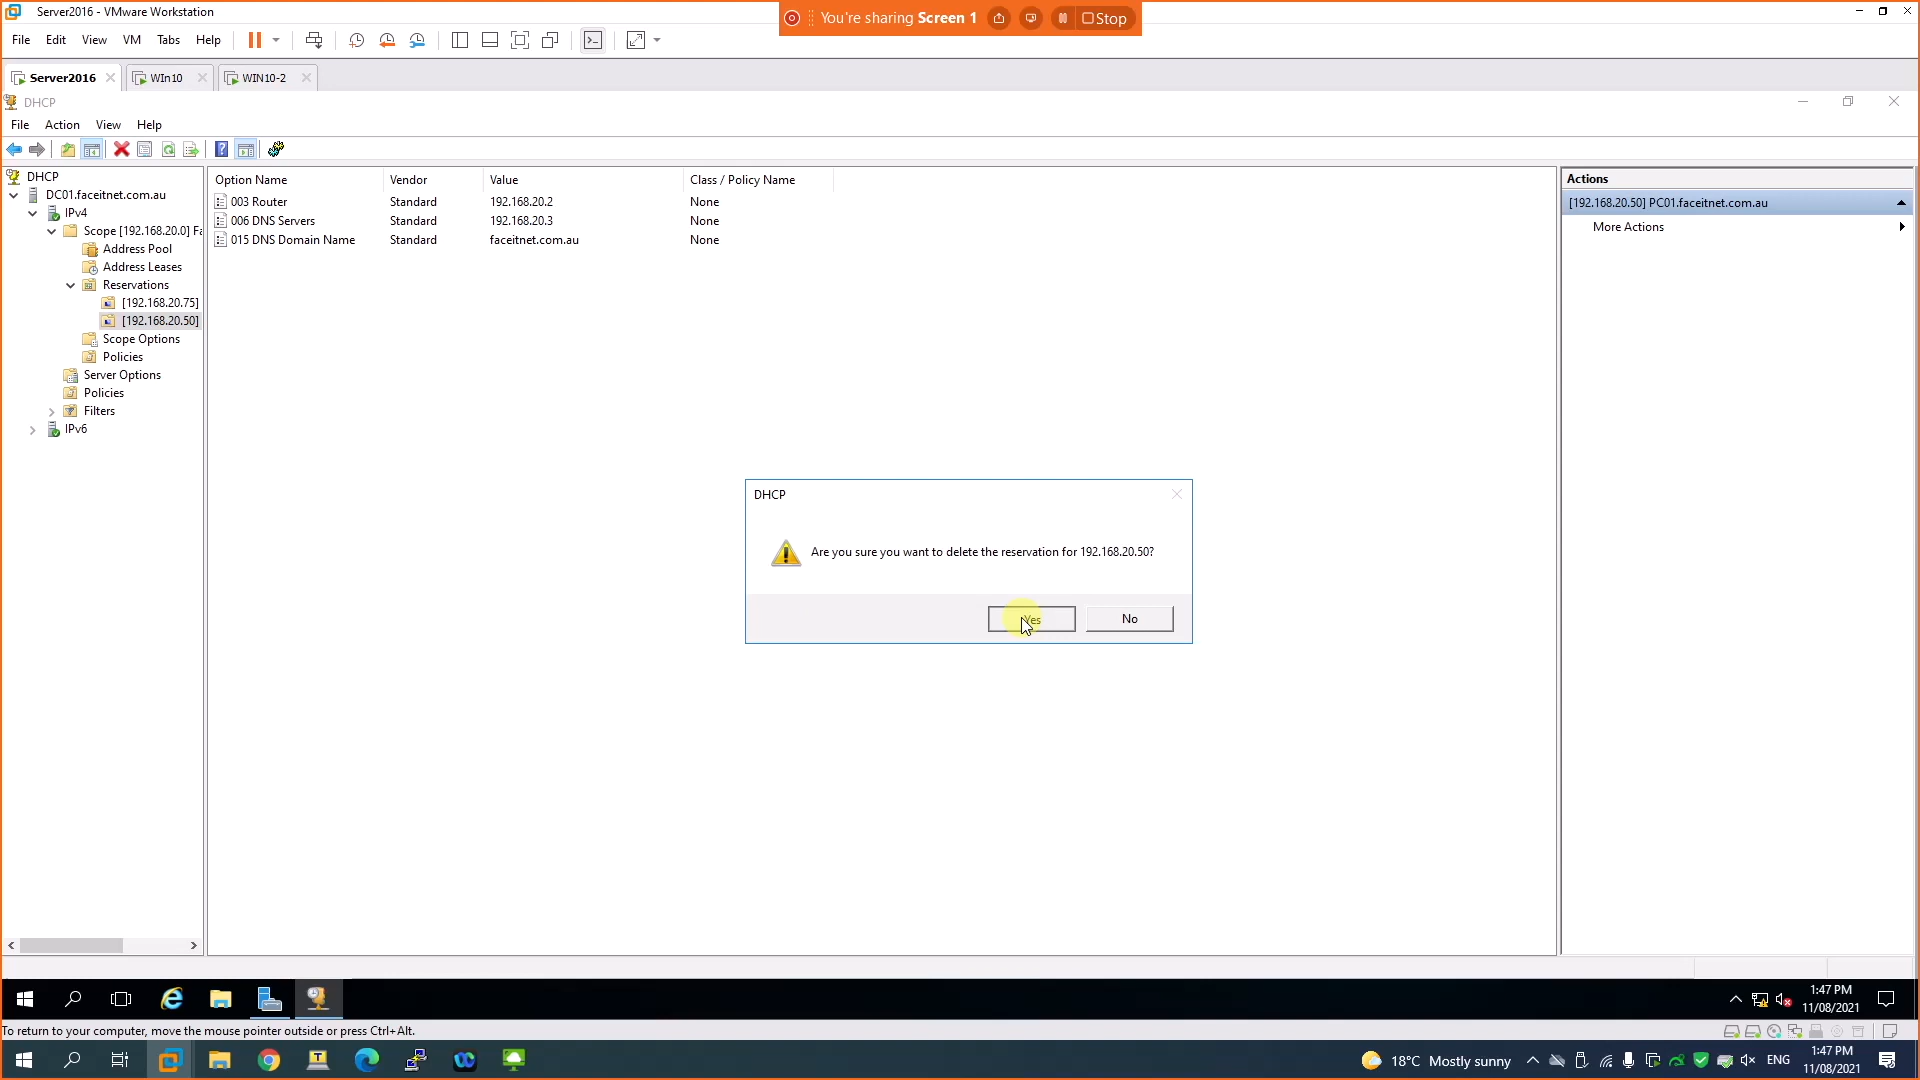 Server2016 - VMware Workstation
You're sharing Screen 1
Stop
File Edit View VM Tabs Help
Server2016
WIn10
WIN10-2
DHCP
File Action View Help
DHCP
DC01.faceitnet.com.au
IPv4
Scope [192.168.20.0] Fa
Address Pool
Address Leases
Reservations
[192.168.20.75]
[192.168.20.50]
Scope Options
Policies
Server Options
Policies
Filters
IPv6
Option Name Vendor Value Class / Policy Name
003 Router Standard 192.168.20.2 None
006 DNS Servers Standard 192.168.20.3 None
015 DNS Domain Name Standard faceitnet.com.au None
Actions
[192.168.20.50] PC01.faceitnet.com.au
More Actions
DHCP
Are you sure you want to delete the reservation for 192.168.20.50?
Yes
No
1:47 PM
11/08/2021
To return to your computer, move the mouse pointer outside or press Ctrl+Alt.
18°C Mostly sunny
ENG
1:47 PM
11/08/2021